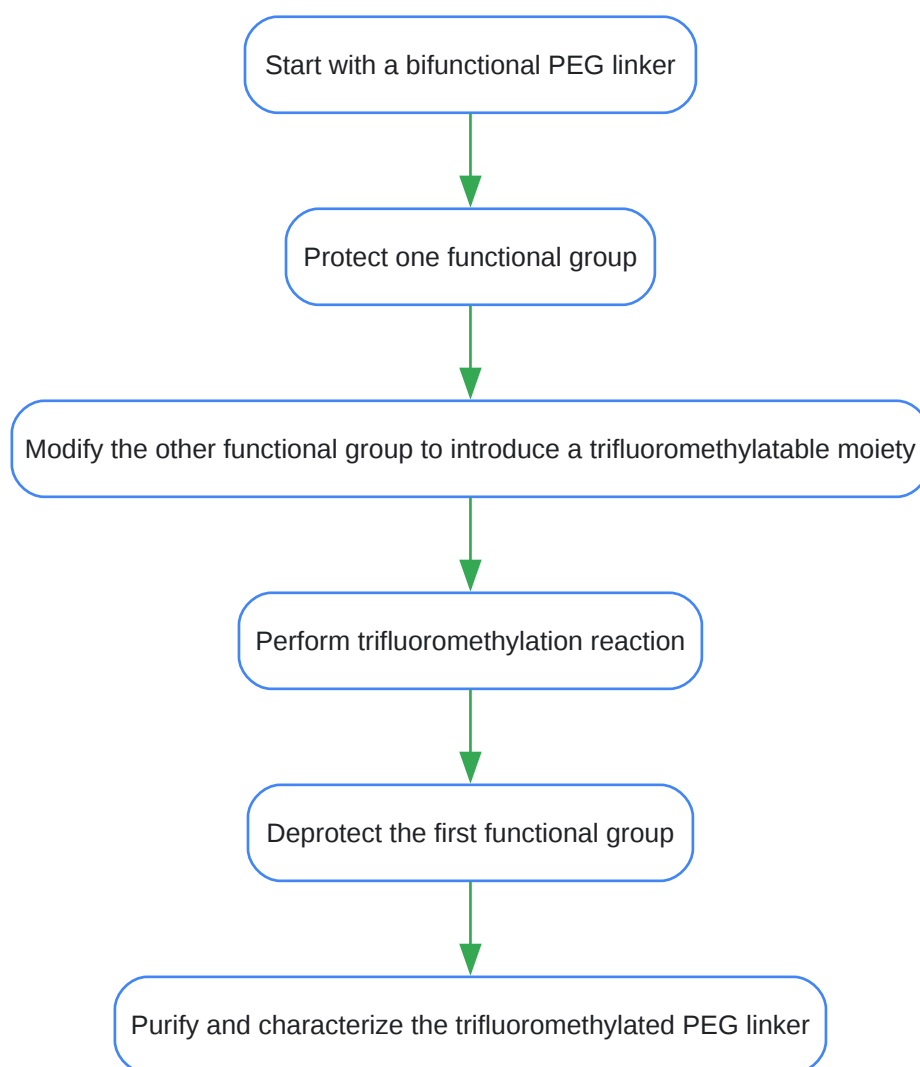 Start with a bifunctional PEG linker
Protect one functional group
Modify the other functional group to introduce a trifluoromethylatable moiety
Perform trifluoromethylation reaction
Deprotect the first functional group
Purify and characterize the trifluoromethylated PEG linker